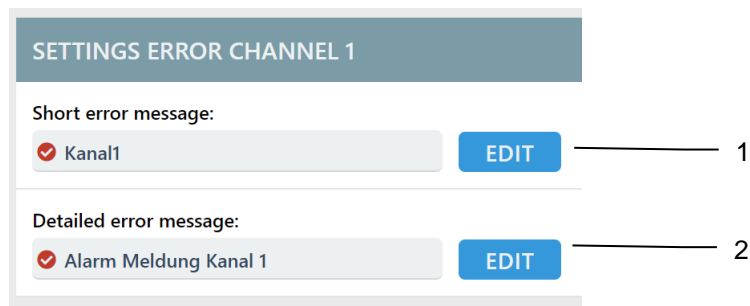 SETTINGS ERROR CHANNEL 1
Short error message:
Kanal1 EDIT 1
Detailed error message:
Alarm Meldung Kanal 1 EDIT 2